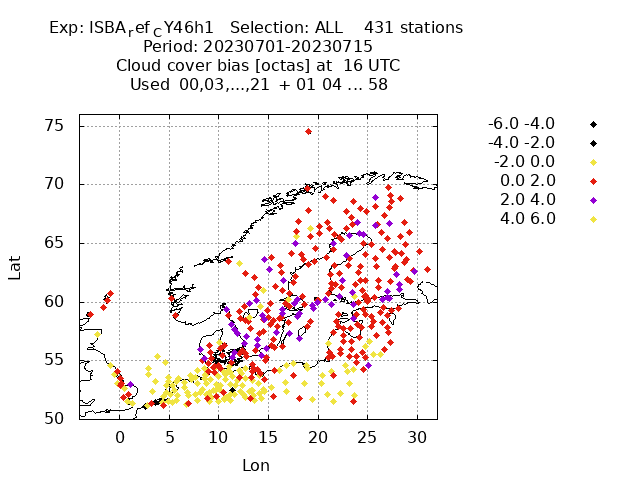 Exp: ISBA_ref_C Y46h1   Selection: ALL    431 stations
Period: 20230701-20230715
Cloud cover bias [octas] at  16 UTC
Used  00,03,...,21  + 01 04 ... 58
-6.0 -4.0
-4.0 -2.0
-2.0 0.0
0.0 2.0
2.0 4.0
4.0 6.0
75
70
65
60
55
50
Lat
0 5 10 15 20 25 30
Lon